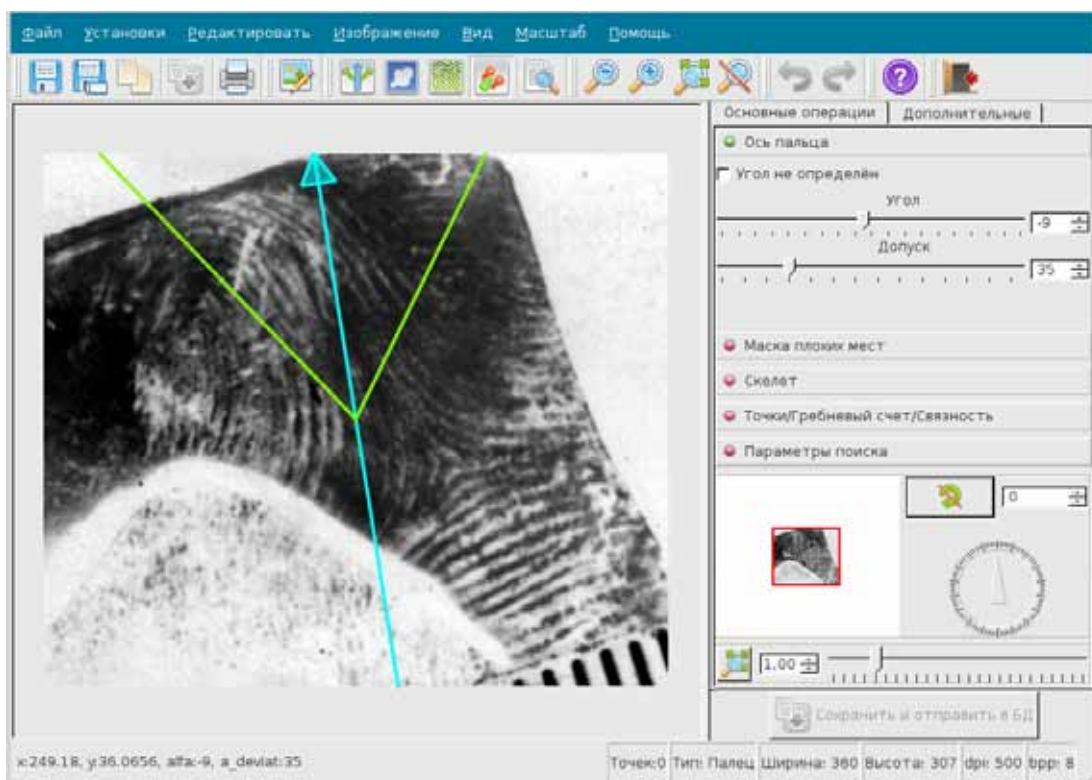 Файл Установки Редактировать Изображение Вид Масштаб Помощь
Основные операции Дополнительные
Ось пальца
Угол не определён
Угол
-9
Допуск
35
Маска плохих мест
Скелет
Точки/Гребневый счет/Связность
Параметры поиска
0
1.00
Сохранить и отправить в БД
x:249.18, y:36.0656, alfa:-9, a_deviat:35
Точек:0 Тип: Палец Ширина: 360 Высота: 307 dpi: 500 bpp: 8